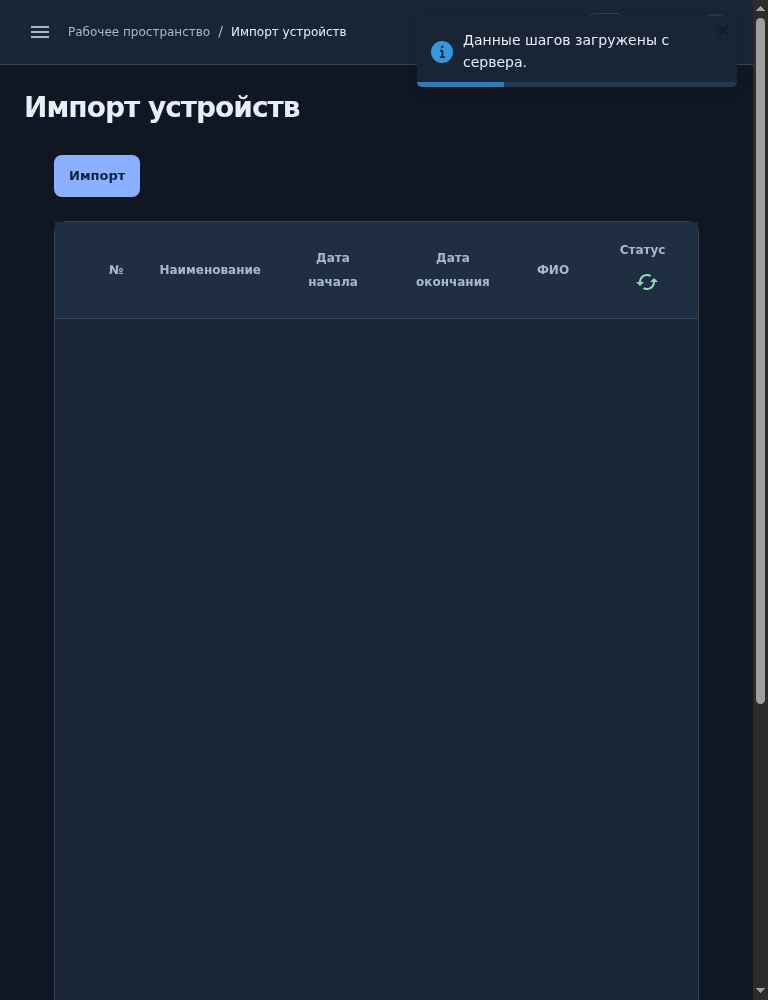 Рабочее пространство / Импорт устройств
Данные шагов загружены с
сервера.
Импорт устройств
Импорт
№ Наименование Дата начала Дата окончания ФИО Статус